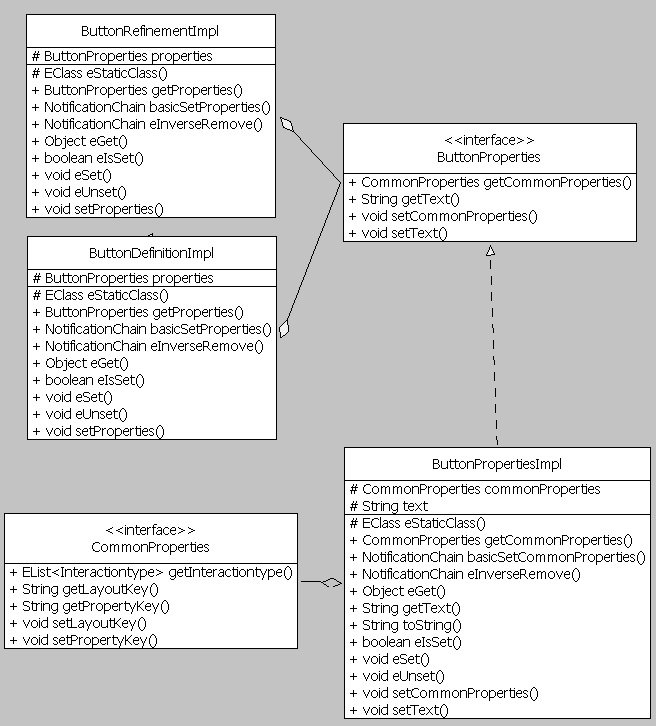 ButtonRefinementImpl
# ButtonProperties properties
# EClass eStaticClass()
+ ButtonProperties getProperties()
+ NotificationChain basicSetProperties()
+ NotificationChain eInverseRemove()
+ Object eGet()
+ boolean eIsSet()
+ void eSet()
+ void eUnset()
+ void setProperties()
<<interface>>
ButtonProperties
+ CommonProperties getCommonProperties()
+ String getText()
+ void setCommonProperties()
+ void setText()
ButtonDefinitionImpl
# ButtonProperties properties
# EClass eStaticClass()
+ ButtonProperties getProperties()
+ NotificationChain basicSetProperties()
+ NotificationChain eInverseRemove()
+ Object eGet()
+ boolean eIsSet()
+ void eSet()
+ void eUnset()
+ void setProperties()
ButtonPropertiesImpl
# CommonProperties commonProperties
# String text
# EClass eStaticClass()
+ CommonProperties getCommonProperties()
+ NotificationChain basicSetCommonProperties()
+ NotificationChain eInverseRemove()
+ Object eGet()
+ String getText()
+ String toString()
+ boolean eIsSet()
+ void eSet()
+ void eUnset()
+ void setCommonProperties()
+ void setText()
<<interface>>
CommonProperties
+ EList<Interactiontype> getInteractiontype()
+ String getLayoutKey()
+ String getPropertyKey()
+ void setLayoutKey()
+ void setPropertyKey()